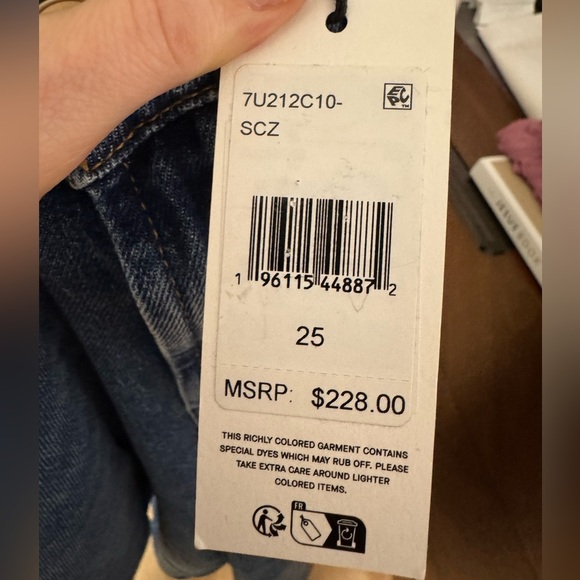 7U212C10-
SCZ
EPC™
1 96115 44887 2
25
MSRP: $228.00
THIS RICHLY COLORED GARMENT CONTAINS
SPECIAL DYES WHICH MAY RUB OFF. PLEASE
TAKE EXTRA CARE AROUND LIGHTER
COLORED ITEMS.
FR